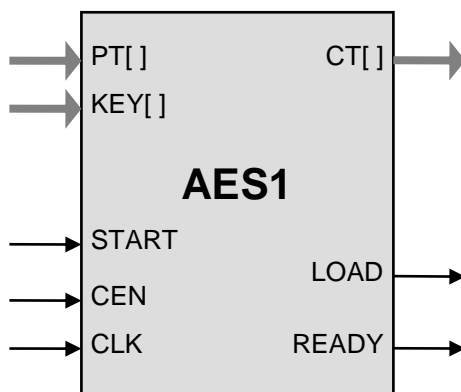 PT[ ]
CT[ ]
KEY[ ]
AES1
START
LOAD
CEN
CLK
READY